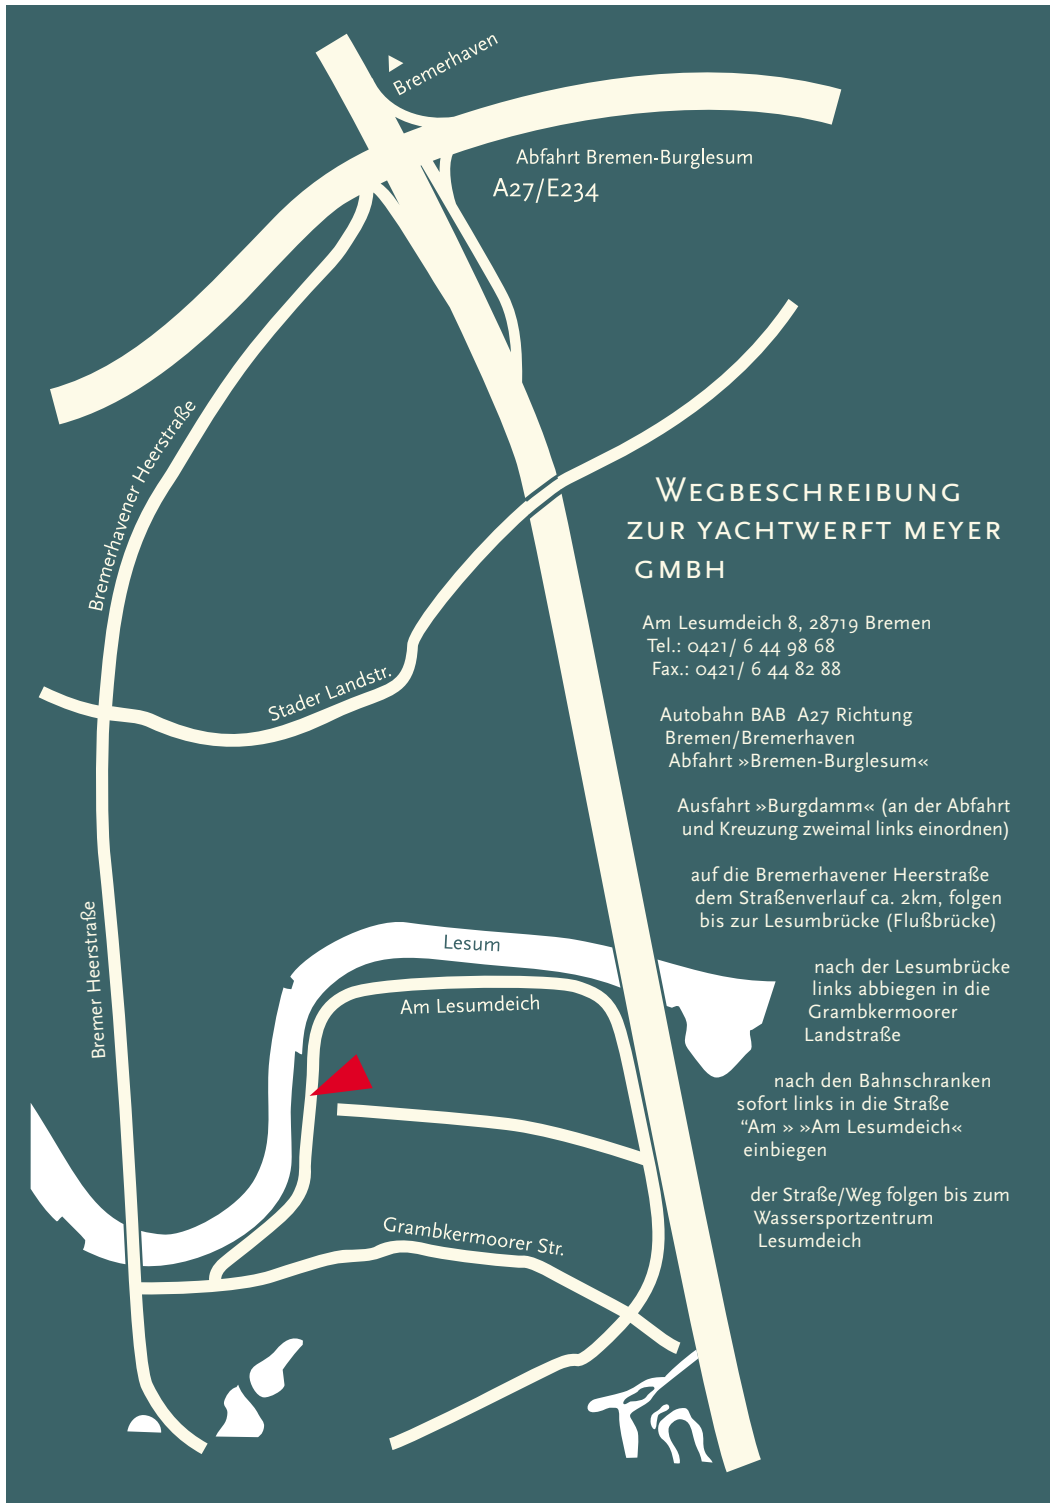 Bremerhaven
Abfahrt Bremen-Burglesum
A27/E234
Bremerhavener Heerstraße
WEGBESCHREIBUNG
ZUR YACHTWERFT MEYER
GMBH
Am Lesumdeich 8, 28719 Bremen
Tel.: 0421/ 6 44 98 68
Fax.: 0421/ 6 44 82 88
Stader Landstr.
Autobahn BAB  A27 Richtung
Bremen/Bremerhaven
Abfahrt »Bremen-Burglesum«
Ausfahrt »Burgdamm« (an der Abfahrt
und Kreuzung zweimal links einordnen)
auf die Bremerhavener Heerstraße
dem Straßenverlauf ca. 2km, folgen
bis zur Lesumbrücke (Flußbrücke)
Bremer Heerstraße
Lesum
Am Lesumdeich
nach der Lesumbrücke
links abbiegen in die
Grambkermoorer
Landstraße
nach den Bahnschranken
sofort links in die Straße
“Am » »Am Lesumdeich«
einbiegen
Grambkermoorer Str.
der Straße/Weg folgen bis zum
Wassersportzentrum
Lesumdeich